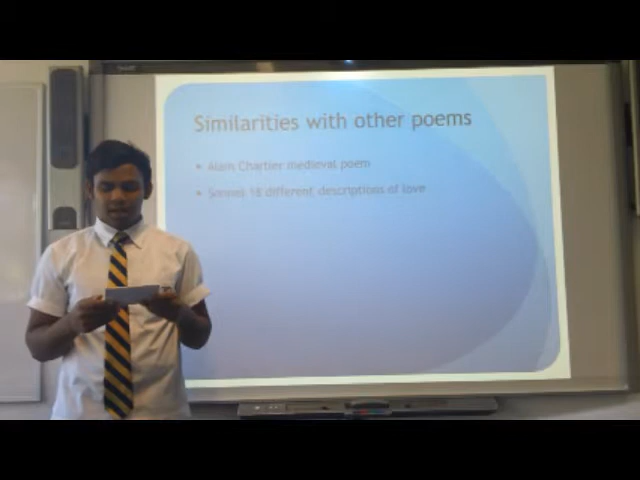 Similarities with other poems
• Alain Chartier medieval poem
• Sonnet 18 different descriptions of love